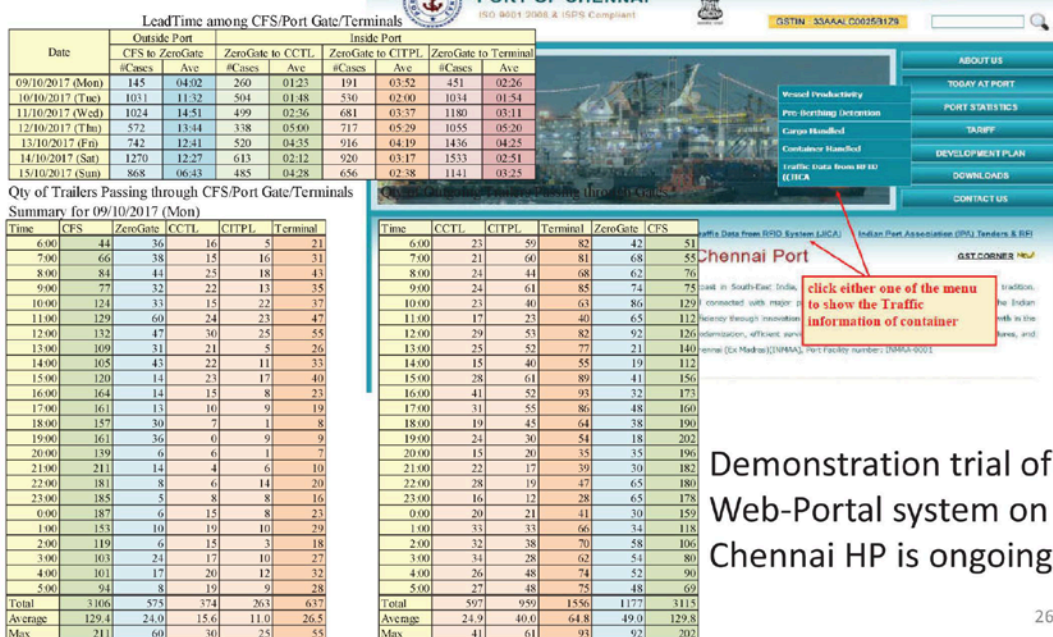 LeadTime among CFS/Port Gate/Terminals
Date Outside Port Inside Port
CFS to ZeroGate ZeroGate to CCTL ZeroGate to CITPL ZeroGate to Terminal
#Cases Ave #Cases Ave #Cases Ave #Cases Ave
09/10/2017 (Mon) 145 04:02 260 01:23 191 03:52 451 02:26
10/10/2017 (Tue) 1031 11:32 504 01:48 530 02:00 1034 01:54
11/10/2017 (Wed) 1024 14:51 499 02:36 681 03:37 1180 03:11
12/10/2017 (Thu) 572 13:44 338 05:00 717 05:29 1055 05:20
13/10/2017 (Fri) 742 12:41 520 04:35 916 04:19 1436 04:25
14/10/2017 (Sat) 1270 12:27 613 02:12 920 03:17 1533 02:51
15/10/2017 (Sun) 868 06:43 485 04:28 656 02:38 1141 03:25
ISO 9001 2008 & ISPS Compliant
GSTIN - 33AAALC0025B1Z9
ABOUT US
TODAY AT PORT
PORT STATISTICS
TARIFF
DEVELOPMENT PLAN
DOWNLOADS
CONTACT US
Vessel Productivity
Pre-Berthing Detention
Cargo Handled
Container Handled
Traffic Data from RFID
((JICA
Qty of Trailers Passing through CFS/Port Gate/Terminals
Summary for 09/10/2017 (Mon)
Time CFS ZeroGate CCTL CITPL Terminal
6:00 44 36 16 5 21
7:00 66 38 15 16 31
8:00 84 44 25 18 43
9:00 77 32 22 13 35
10:00 124 33 15 22 37
11:00 129 60 24 23 47
12:00 132 47 30 25 55
13:00 109 31 21 5 26
14:00 105 43 22 11 33
15:00 120 14 23 17 40
16:00 164 14 15 8 23
17:00 161 13 10 9 19
18:00 157 30 7 1 8
19:00 161 36 0 9 9
20:00 139 6 6 1 7
21:00 211 14 4 6 10
22:00 181 8 6 14 20
23:00 185 5 8 8 16
0:00 187 6 15 8 23
1:00 153 10 19 10 29
2:00 119 6 15 3 18
3:00 103 24 17 10 27
4:00 101 17 20 12 32
5:00 94 8 19 9 28
Total 3106 575 374 263 637
Average 129.4 24.0 15.6 11.0 26.5
Max 211 60 30 25 55
Time CCTL CITPL Terminal ZeroGate CFS
6:00 23 59 82 42 51
7:00 21 60 81 68 55
8:00 24 44 68 62 76
9:00 24 61 85 74 75
10:00 23 40 63 86 129
11:00 17 23 40 65 112
12:00 29 53 82 92 126
13:00 25 52 77 21 140
14:00 15 40 55 19 112
15:00 28 61 89 41 156
16:00 41 52 93 32 173
17:00 31 55 86 48 160
18:00 19 45 64 38 190
19:00 24 30 54 18 202
20:00 15 20 35 35 196
21:00 22 17 39 30 182
22:00 28 19 47 65 180
23:00 16 12 28 65 178
0:00 20 21 41 30 159
1:00 33 33 66 34 118
2:00 32 38 70 58 106
3:00 34 28 62 54 80
4:00 26 48 74 52 90
5:00 27 48 75 48 69
Total 597 959 1556 1177 3115
Average 24.9 40.0 64.8 49.0 129.8
Max 41 61 93 92 202
Traffis Data from RFID System (JICA) Indian Port Association (IPA) Tenders & RFI
Chennai Port
GST CORNER
click either one of the menu
to show the Traffic
information of container
Demonstration trial of
Web-Portal system on
Chennai HP is ongoing
26